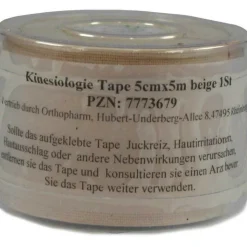 Kinesiologie Tape 5cmx5m beige 1St
PZN: 7773679
vertrieb durch Orthopharm, Hubert-Underberg-Allee 8,47495
Sollte das aufgeklebte Tape Juckreiz, Hautirritationen,
Hautausschlag oder andere Nebenwirkungen verursachen,
entfernen sie das Tape und konsultieren sie einen Arzt bevor
Sie das Tape weiter verwenden.